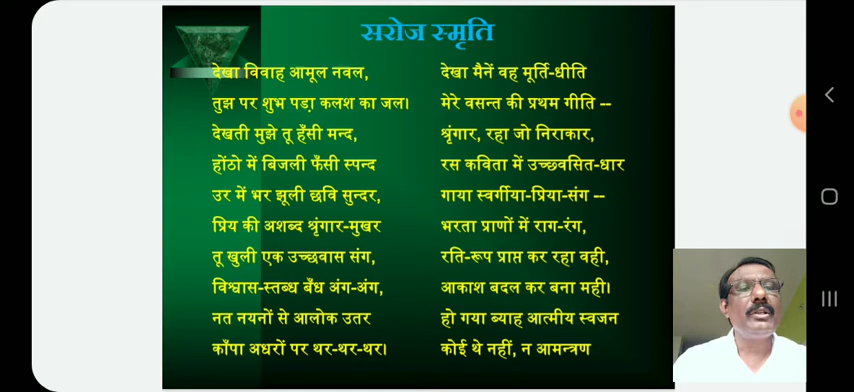 सरोज स्मृति
देखा विवाह आमूल नवल,
तुझ पर शुभ पडा़ कलश का जल।
देखती मुझे तू हँसी मन्द,
होंठो में बिजली फँसी स्पन्द
उर में भर झूली छवि सुन्दर,
प्रिय की अशब्द श्रृंगार-मुखर
तू खुली एक उच्छवास संग,
विश्वास-स्तब्ध बँध अंग-अंग,
नत नयनों से आलोक उतर
काँपा अधरों पर थर-थर-थर।
देखा मैनें वह मूर्ति-धीति
मेरे वसन्त की प्रथम गीति --
श्रृंगार, रहा जो निराकार,
रस कविता में उच्छ्वसित-धार
गाया स्वर्गीया-प्रिया-संग --
भरता प्राणों में राग-रंग,
रति-रूप प्राप्त कर रहा वही,
आकाश बदल कर बना मही।
हो गया ब्याह आत्मीय स्वजन
कोई थे नहीं, न आमन्त्रण